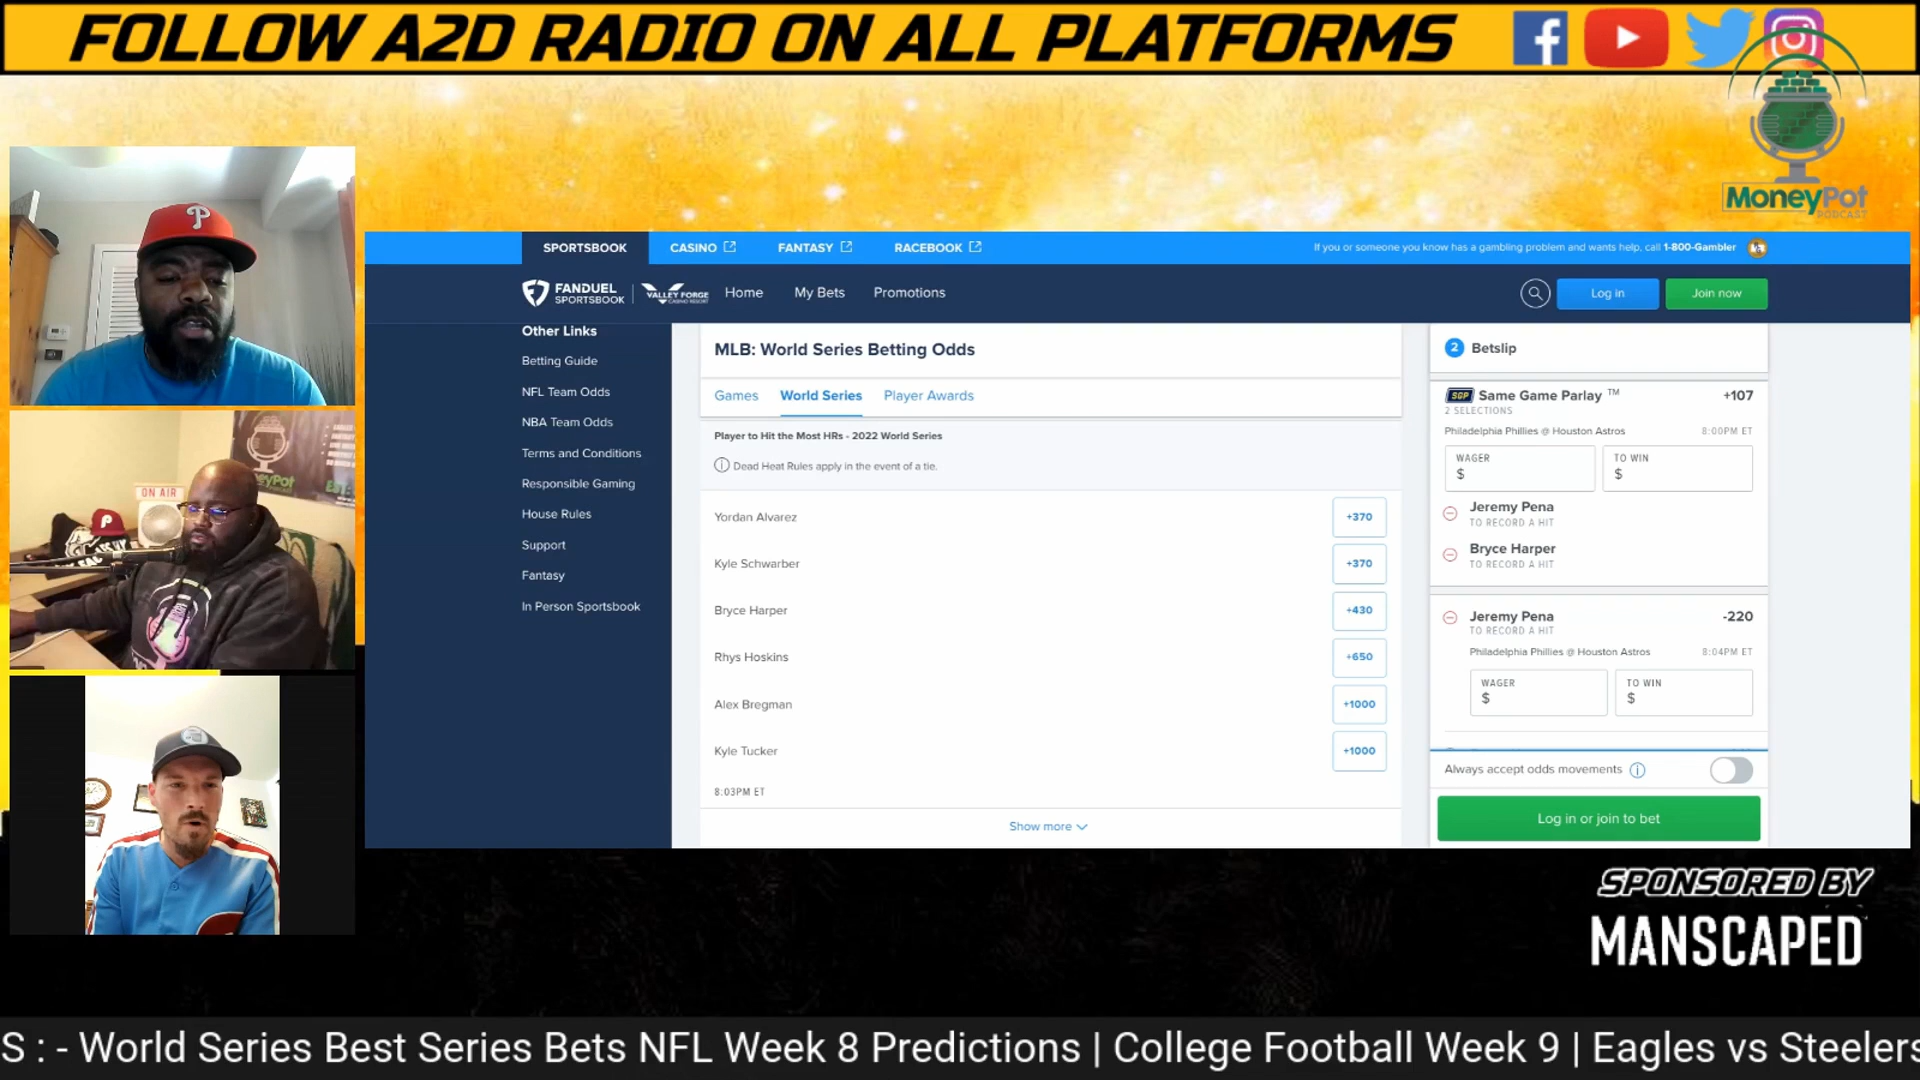 FOLLOW A2D RADIO ON ALL PLATFORMS
MoneyPot
PODCAST
P
ON AIR
MoneyPot
P
SPORTSBOOK
CASINO
FANTASY
RACEBOOK
If you or someone you know has a gambling problem and wants help, call 1-800-Gambler
FANDUEL
SPORTSBOOK
VALLEY FORGE
CASINO RESORT
Home
My Bets
Promotions
Log in
Join now
Other Links
Betting Guide
NFL Team Odds
NBA Team Odds
Terms and Conditions
Responsible Gaming
House Rules
Support
Fantasy
In Person Sportsbook
MLB: World Series Betting Odds
Games
World Series
Player Awards
Player to Hit the Most HRs - 2022 World Series
Dead Heat Rules apply in the event of a tie.
Yordan Alvarez +370
Kyle Schwarber +370
Bryce Harper +430
Rhys Hoskins +650
Alex Bregman +1000
Kyle Tucker +1000
8:03PM ET
Show more
2 Betslip
SGP Same Game Parlay ™ +107
2 SELECTIONS
Philadelphia Phillies @ Houston Astros 8:00PM ET
WAGER
$
TO WIN
$
Jeremy Pena
TO RECORD A HIT
Bryce Harper
TO RECORD A HIT
Jeremy Pena -220
TO RECORD A HIT
Philadelphia Phillies @ Houston Astros 8:04PM ET
WAGER
$
TO WIN
$
Always accept odds movements
Log in or join to bet
SPONSORED BY
MANSCAPED
S : - World Series Best Series Bets NFL Week 8 Predictions | College Football Week 9 | Eagles vs Steelers